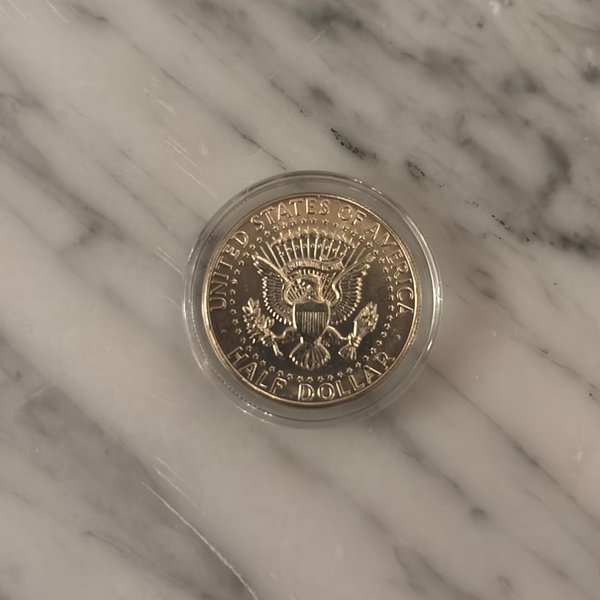 UNITED STATES OF AMERICA
HALF DOLLAR